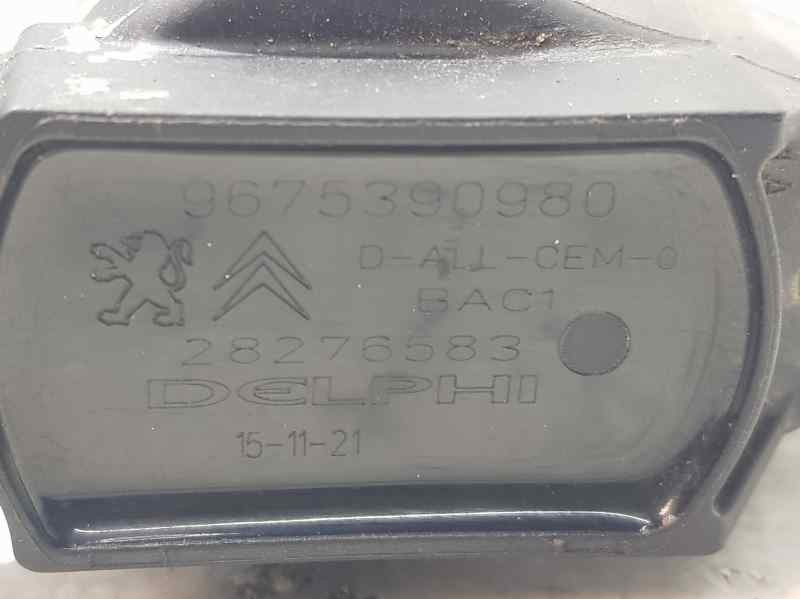 9675390980
D-ALL-CEM-0
BAC1
28276583
DELPHI
15-11-21